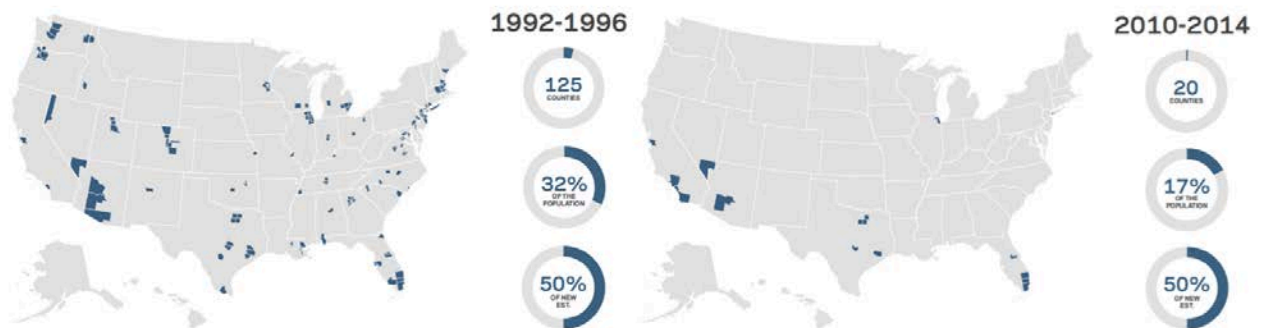 1992-1996
125
COUNTIES
32%
OF THE
POPULATION
50%
OF NEW
EST.
2010-2014
20
COUNTIES
17%
OF THE
POPULATION
50%
OF NEW
EST.